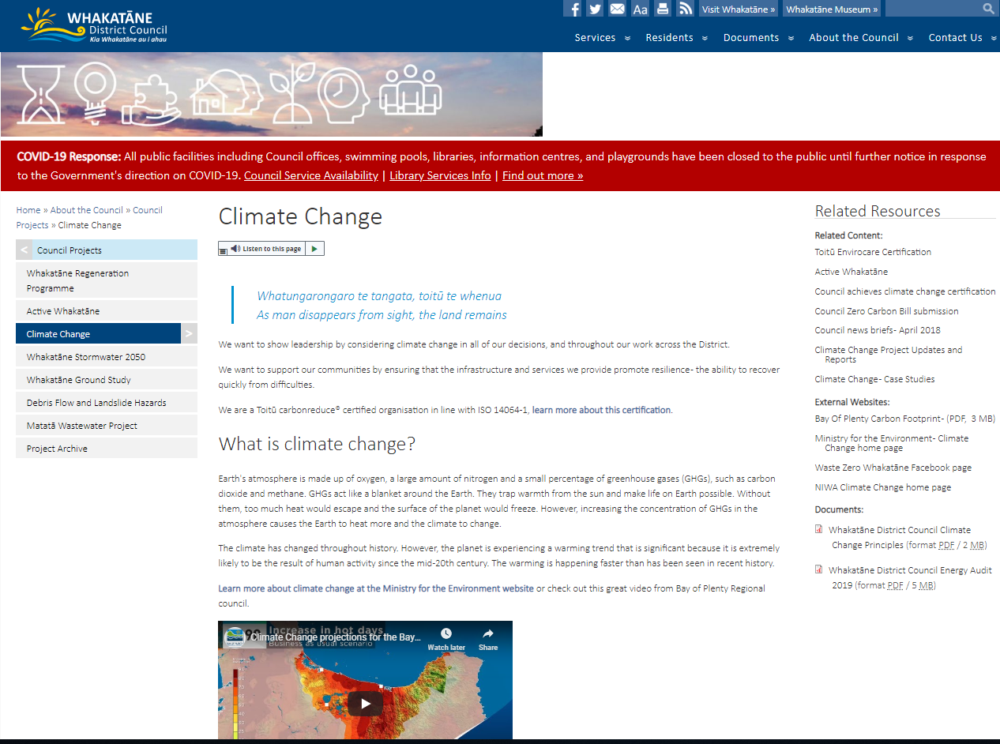 WHAKATĀNE
District Council
Kia Whakatāne au i ahau
Aa
Visit Whakatāne »
Whakatāne Museum »
Services
Residents
Documents
About the Council
Contact Us
COVID-19 Response: All public facilities including Council offices, swimming pools, libraries, information centres, and playgrounds have been closed to the public until further notice in response
to the Government's direction on COVID-19. Council Service Availability | Library Services Info | Find out more »
Home » About the Council » Council
Projects » Climate Change
< Council Projects
Whakatāne Regeneration
Programme
Active Whakatāne
Climate Change >
Whakatāne Stormwater 2050
Whakatāne Ground Study
Debris Flow and Landslide Hazards
Matatā Wastewater Project
Project Archive
Climate Change
Listen to this page
Whatungarongaro te tangata, toitū te whenua
As man disappears from sight, the land remains
We want to show leadership by considering climate change in all of our decisions, and throughout our work across the District.
We want to support our communities by ensuring that the infrastructure and services we provide promote resilience- the ability to recover
quickly from difficulties.
We are a Toitū carbonreduce® certified organisation in line with ISO 14064-1, learn more about this certification.
What is climate change?
Earth's atmosphere is made up of oxygen, a large amount of nitrogen and a small percentage of greenhouse gases (GHGs), such as carbon
dioxide and methane. GHGs act like a blanket around the Earth. They trap warmth from the sun and make life on Earth possible. Without
them, too much heat would escape and the surface of the planet would freeze. However, increasing the concentration of GHGs in the
atmosphere causes the Earth to heat more and the climate to change.
The climate has changed throughout history. However, the planet is experiencing a warming trend that is significant because it is extremely
likely to be the result of human activity since the mid-20th century. The warming is happening faster than has been seen in recent history.
Learn more about climate change at the Ministry for the Environment website or check out this great video from Bay of Plenty Regional
council.
Increase in hot days
Climate Change projections for the Bay...
Business as usual scenario
Watch later
Share
Related Resources
Related Content:
Toitū Envirocare Certification
Active Whakatāne
Council achieves climate change certification
Council Zero Carbon Bill submission
Council news briefs- April 2018
Climate Change Project Updates and
Reports
Climate Change- Case Studies
External Websites:
Bay Of Plenty Carbon Footprint- (PDF, 3 MB)
Ministry for the Environment- Climate
Change home page
Waste Zero Whakatāne Facebook page
NIWA Climate Change home page
Documents:
Whakatāne District Council Climate
Change Principles (format PDF / 2 MB)
Whakatāne District Council Energy Audit
2019 (format PDF / 5 MB)